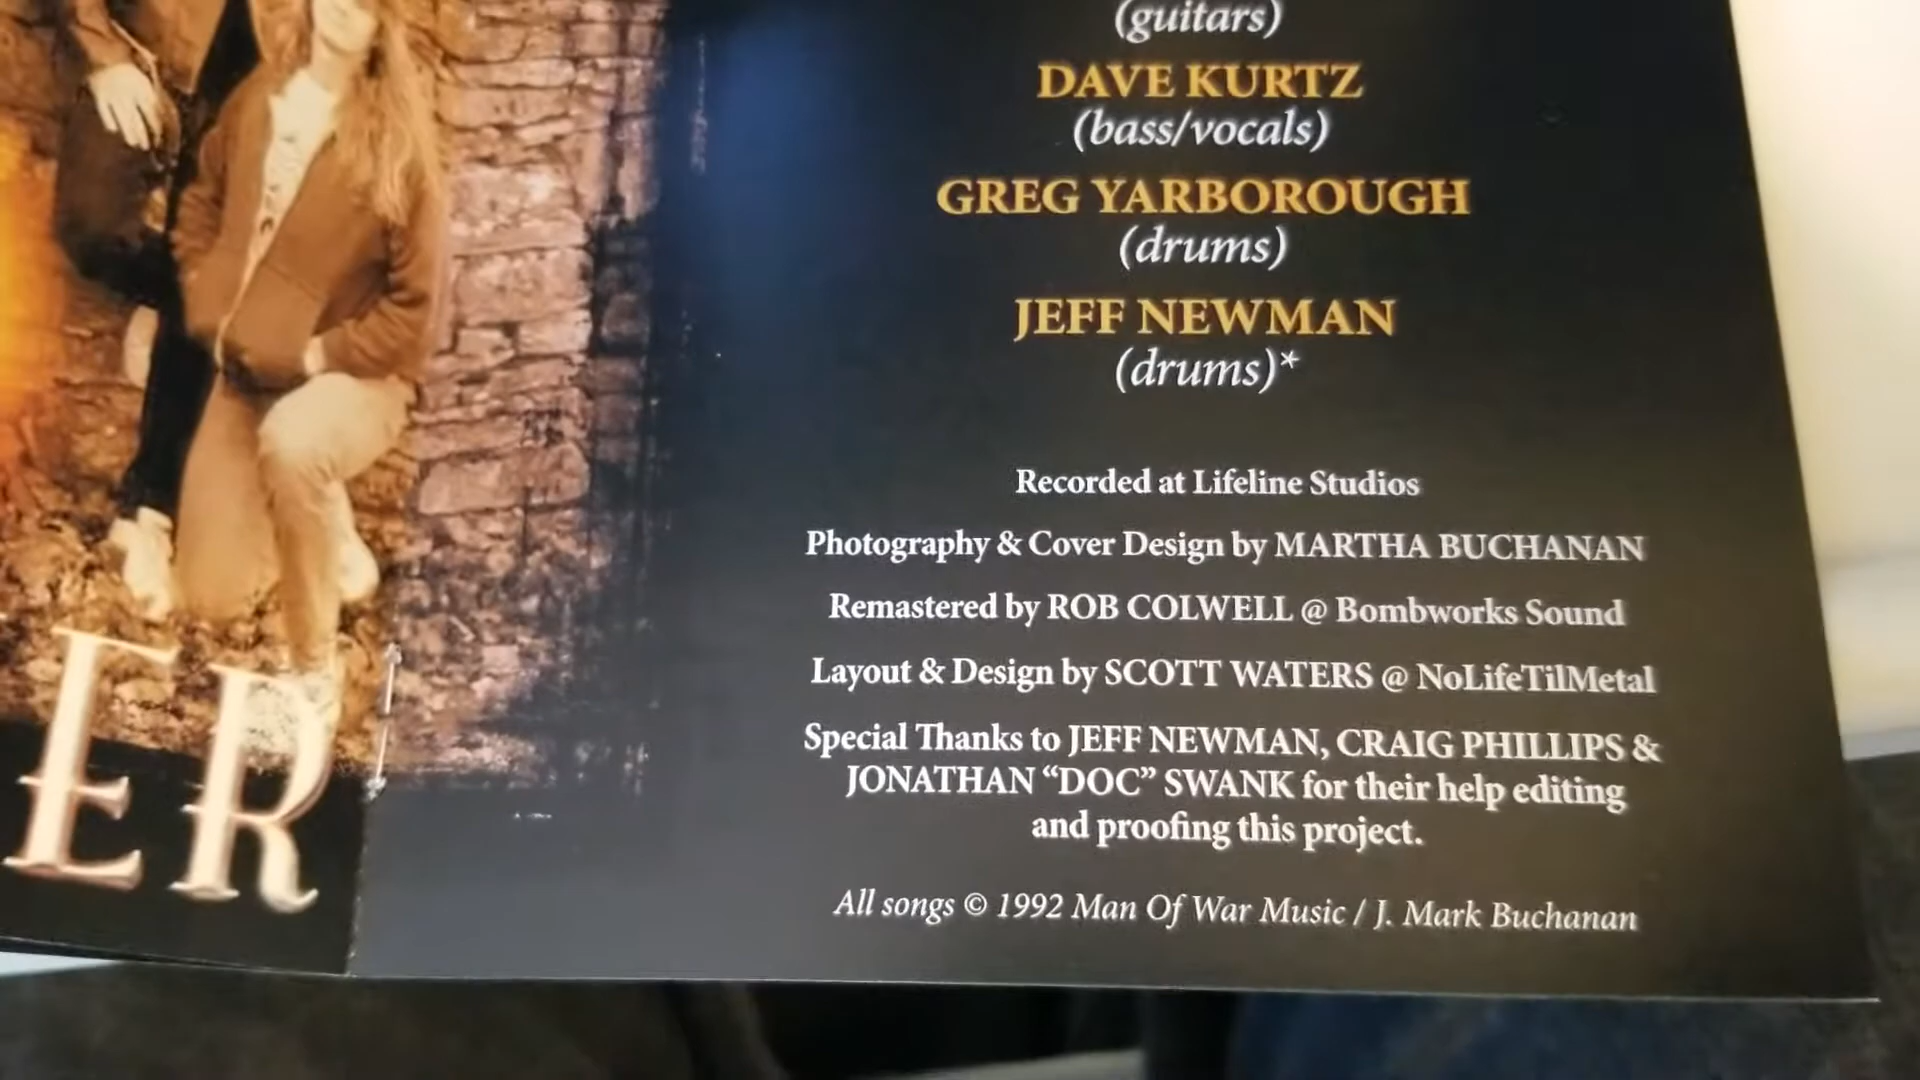 (guitars)
DAVE KURTZ
(bass/vocals)
GREG YARBOROUGH
(drums)
JEFF NEWMAN
(drums)*
Recorded at Lifeline Studios
Photography & Cover Design by MARTHA BUCHANAN
Remastered by ROB COLWELL @ Bombworks Sound
Layout & Design by SCOTT WATERS @ NoLifeTilMetal
Special Thanks to JEFF NEWMAN, CRAIG PHILLIPS &
JONATHAN “DOC” SWANK for their help editing
and proofing this project.
All songs © 1992 Man Of War Music / J. Mark Buchanan
ER